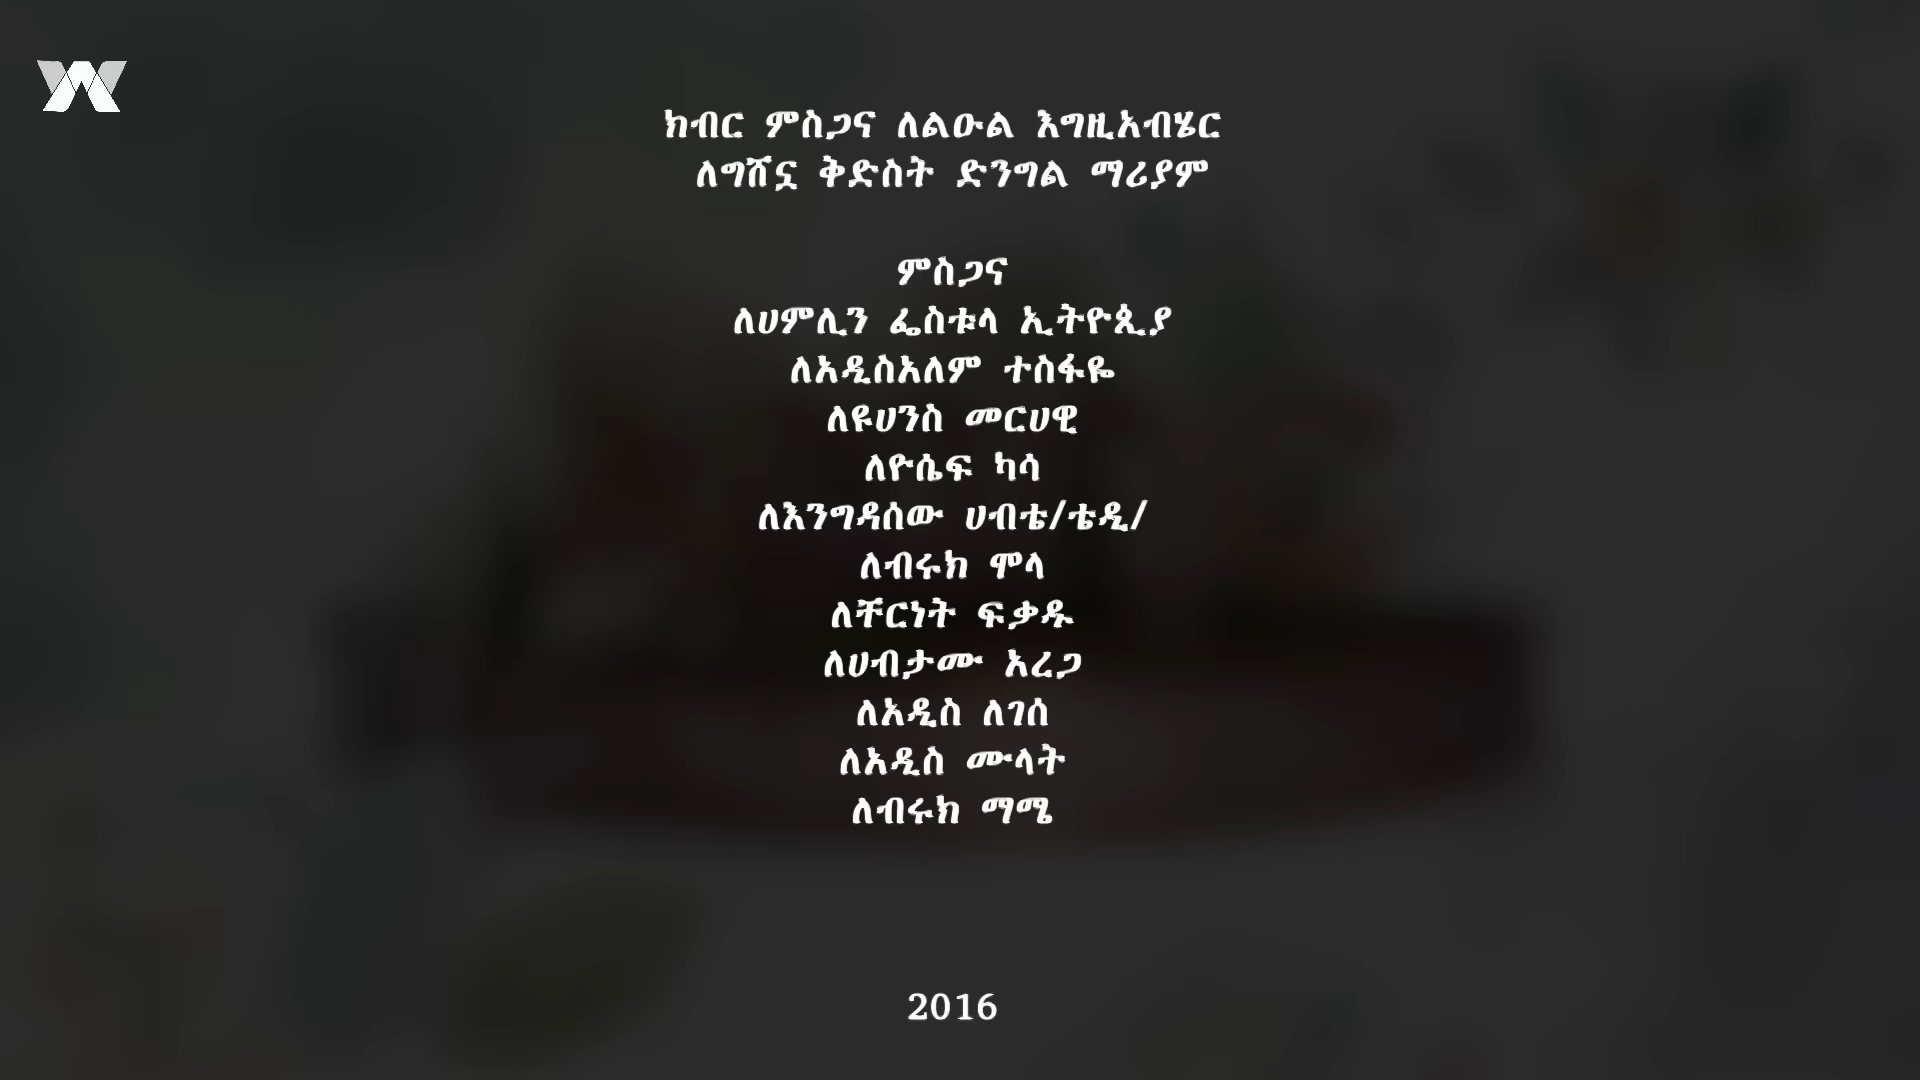 ክብር ምስጋና ለልዑል እግዚአብሄር
ለግሸኗ ቅድስት ድንግል ማሪያም
ምስጋና
ለሀምሊን ፌስቱላ ኢትዮጲያ
ለአዲስአለም ተስፋዬ
ለዩሀንስ መርሀዊ
ለዮሴፍ ካሳ
ለእንግዳሰው ሀብቴ/ቴዲ/
ለብሩክ ሞላ
ለቸርነት ፍቃዱ
ለሀብታሙ አረጋ
ለአዲስ ለገሰ
ለአዲስ ሙላት
ለብሩክ ማሜ
2016